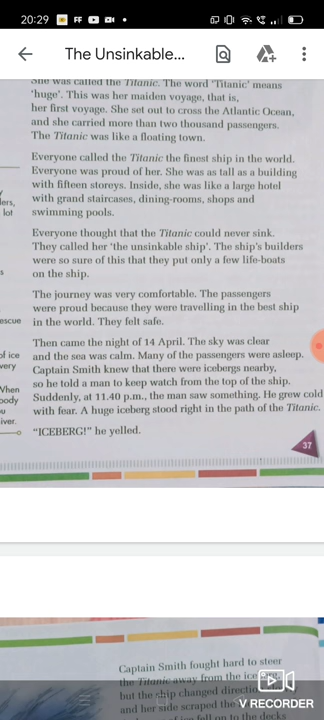 20:29
FF
The Unsinkable...
She was called the Titanic. The word 'Titanic' means
'huge'. This was her maiden voyage, that is,
her first voyage. She set out to cross the Atlantic Ocean,
and she carried more than two thousand passengers.
The Titanic was like a floating town.
Everyone called the Titanic the finest ship in the world.
Everyone was proud of her. She was as tall as a building
with fifteen storeys. Inside, she was like a large hotel
with grand staircases, dining-rooms, shops and
swimming pools.
y
ers,
lot
Everyone thought that the Titanic could never sink.
They called her 'the unsinkable ship'. The ship's builders
were so sure of this that they put only a few life-boats
on the ship.
s
The journey was very comfortable. The passengers
were proud because they were travelling in the best ship
in the world. They felt safe.
escue
Then came the night of 14 April. The sky was clear
and the sea was calm. Many of the passengers were asleep.
Captain Smith knew that there were icebergs nearby,
so he told a man to keep watch from the top of the ship.
Suddenly, at 11.40 p.m., the man saw something. He grew cold
with fear. A huge iceberg stood right in the path of the Titanic.
"ICEBERG!" he yelled.
of ice
very
When
body
u
iver.
37
Captain Smith fought hard to steer
the Titanic away from the ice
but the ship changed directio
and her side scraped the
of ice fell on to the decks
V RECORDER